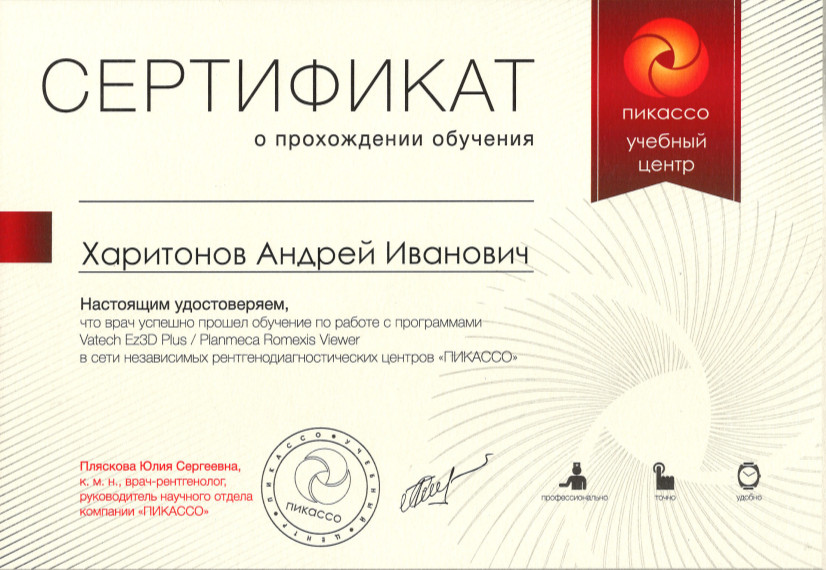 СЕРТИФИКАТ
о прохождении обучения
пикассо
учебный
центр
Харитонов Андрей Иванович
Настоящим удостоверяем,
что врач успешно прошел обучение по работе с программами
Vatech Ez3D Plus / Planmeca Romexis Viewer
в сети независимых рентгенодиагностических центров «ПИКАССО»
Пляскова Юлия Сергеевна,
к. м. н., врач-рентгенолог,
руководитель научного отдела
компании «ПИКАССО»
ПИКАССО • УЧЕБНЫЙ • ЦЕНТР •
пикассо
профессионально
точно
удобно